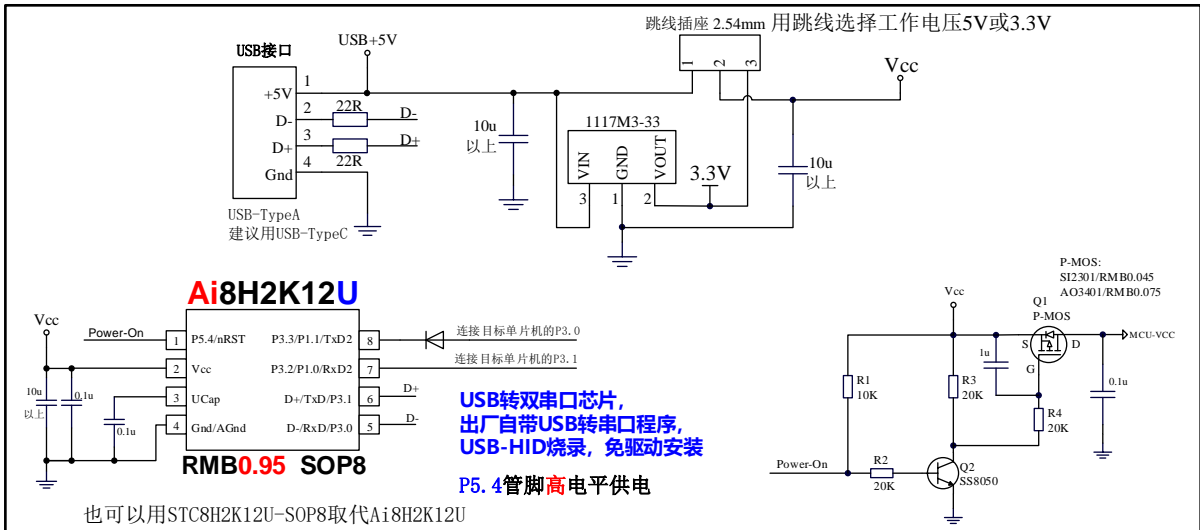 跳线插座 2.54mm 用跳线选择工作电压5V或3.3V
USB+5V
USB接口
1 2 3
Vcc
+5V 1
D- 2 22R D-
D+ 3 22R D+
Gnd 4
10u
以上
1117M3-33
VIN GND VOUT
3 1 2
3.3V
10u
以上
USB-TypeA
建议用USB-TypeC
Ai8H2K12U
Vcc
Power-On
1 P5.4/nRST
2 Vcc
3 UCap
4 Gnd/AGnd
P3.3/P1.1/TxD2 8
P3.2/P1.0/RxD2 7
D+/TxD/P3.1 6
D-/RxD/P3.0 5
连接目标单片机的P3.0
连接目标单片机的P3.1
D+
D-
10u
以上
0.1u
0.1u
RMB0.95 SOP8
USB转双串口芯片，
出厂自带USB转串口程序，
USB-HID烧录，免驱动安装
P5.4管脚高电平供电
也可以用STC8H2K12U-SOP8取代Ai8H2K12U
P-MOS:
SI2301/RMB0.045
AO3401/RMB0.075
Vcc
Q1
P-MOS
S D
G
MCU-VCC
1u
0.1u
R1
10K
R3
20K
R4
20K
Power-On
R2
20K
Q2
SS8050